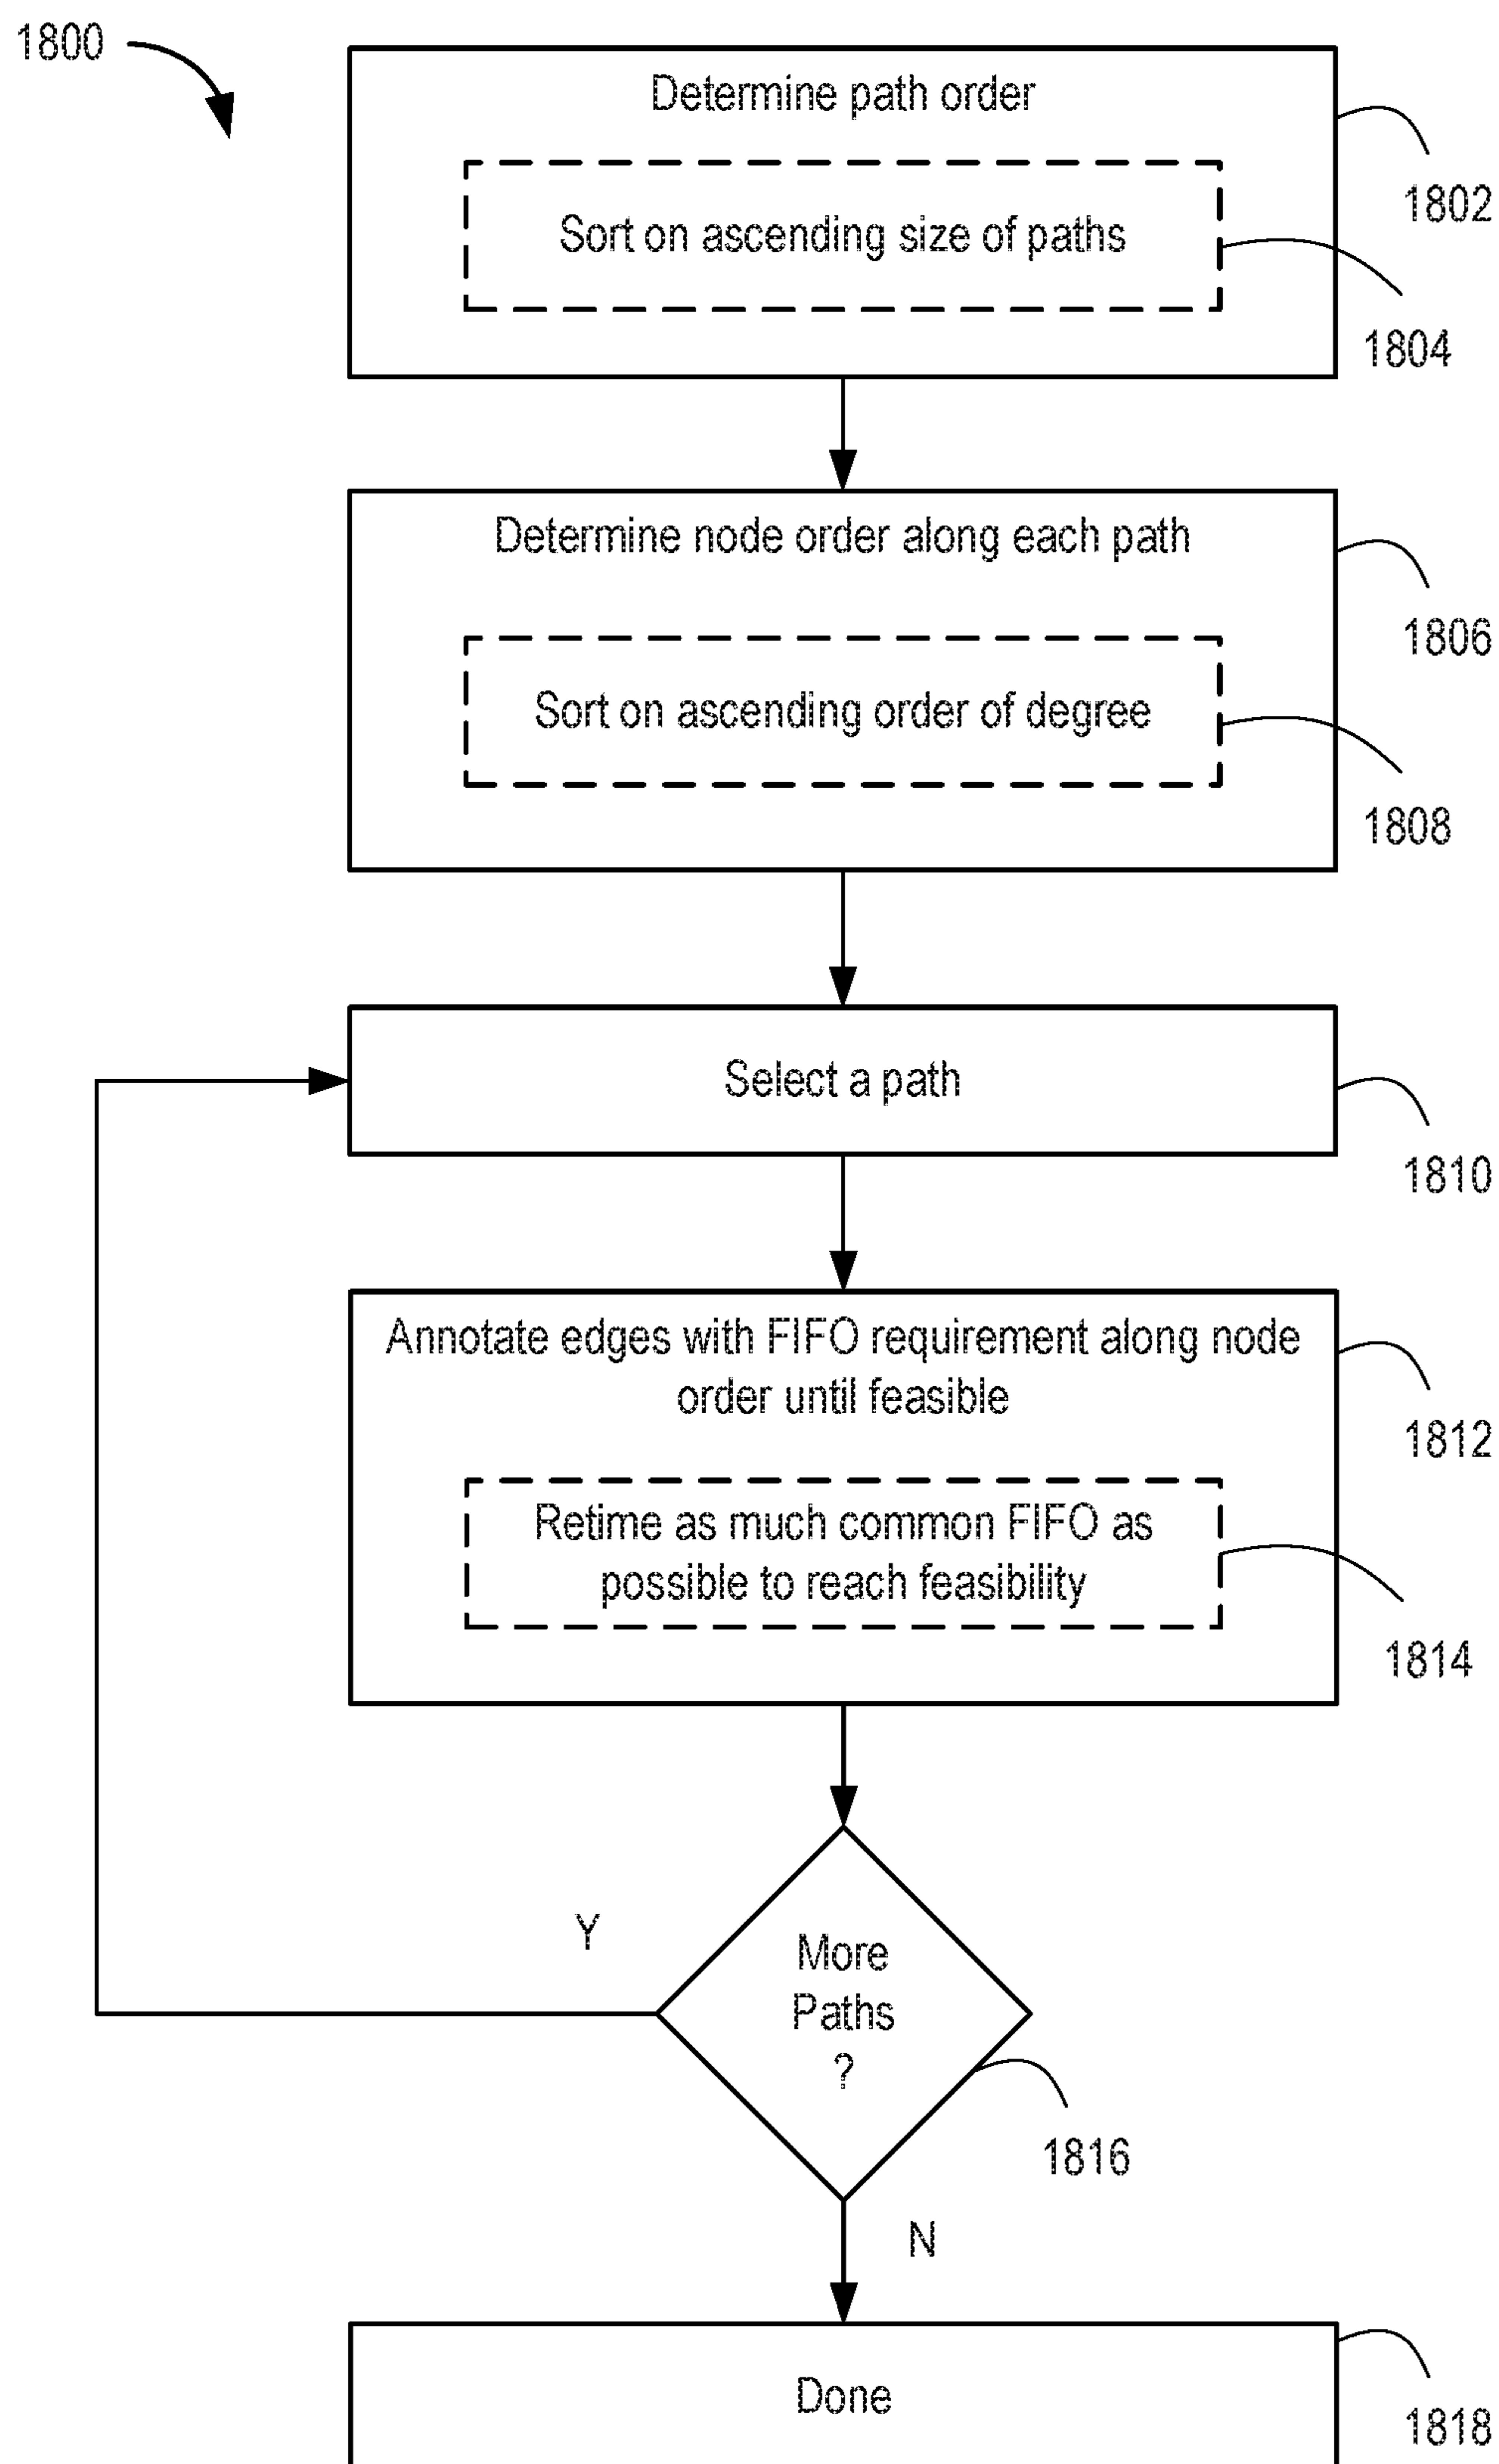 1800
Determine path order
1802
Sort on ascending size of paths
1804
Determine node order along each path
1806
Sort on ascending order of degree
1808
Select a path
1810
Annotate edges with FIFO requirement along node
order until feasible
1812
Retime as much common FIFO as
possible to reach feasibility
1814
Y
More
Paths
?
1816
N
Done
1818